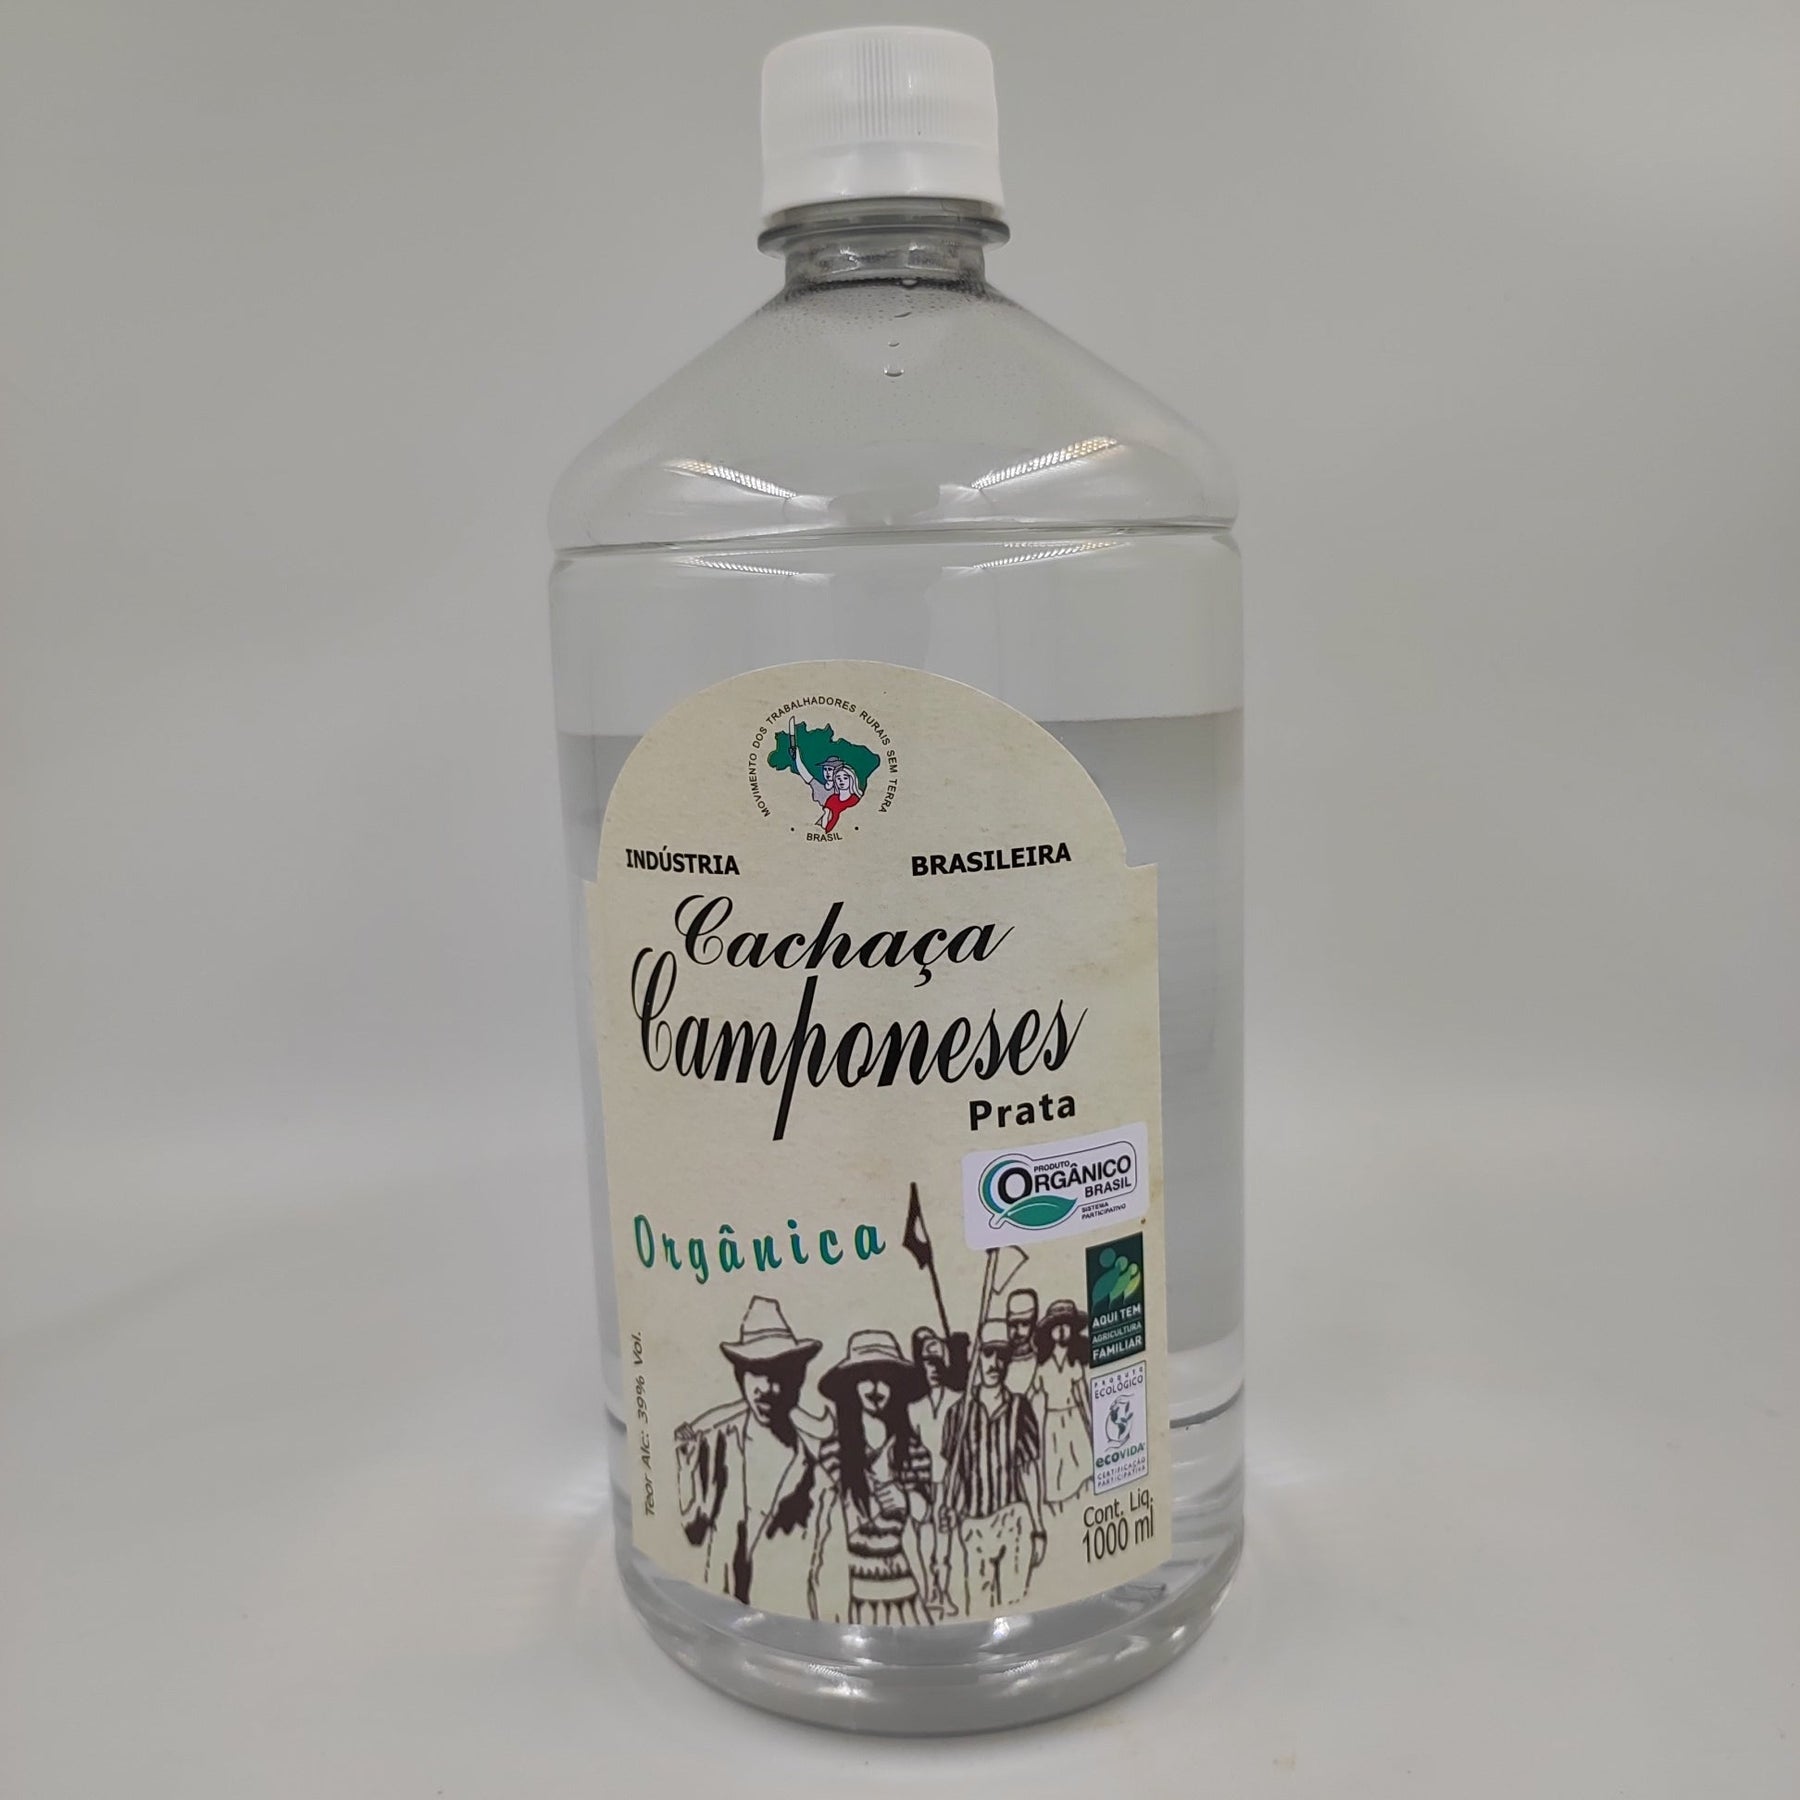 MOVIMENTO DOS TRABALHADORES RURAIS SEM TERRA
• BRASIL •
INDÚSTRIA BRASILEIRA
Cachaça
Camponeses
Prata
PRODUTO
ORGÂNICO
BRASIL
SISTEMA
PARTICIPATIVO
Orgânica
AQUI TEM
AGRICULTURA
FAMILIAR
PRODUTO
ECOLÓGICO
ecovida
CERTIFICAÇÃO
PARTICIPATIVA
Teor Alc: 39% Vol.
Cont. Liq.
1000 ml